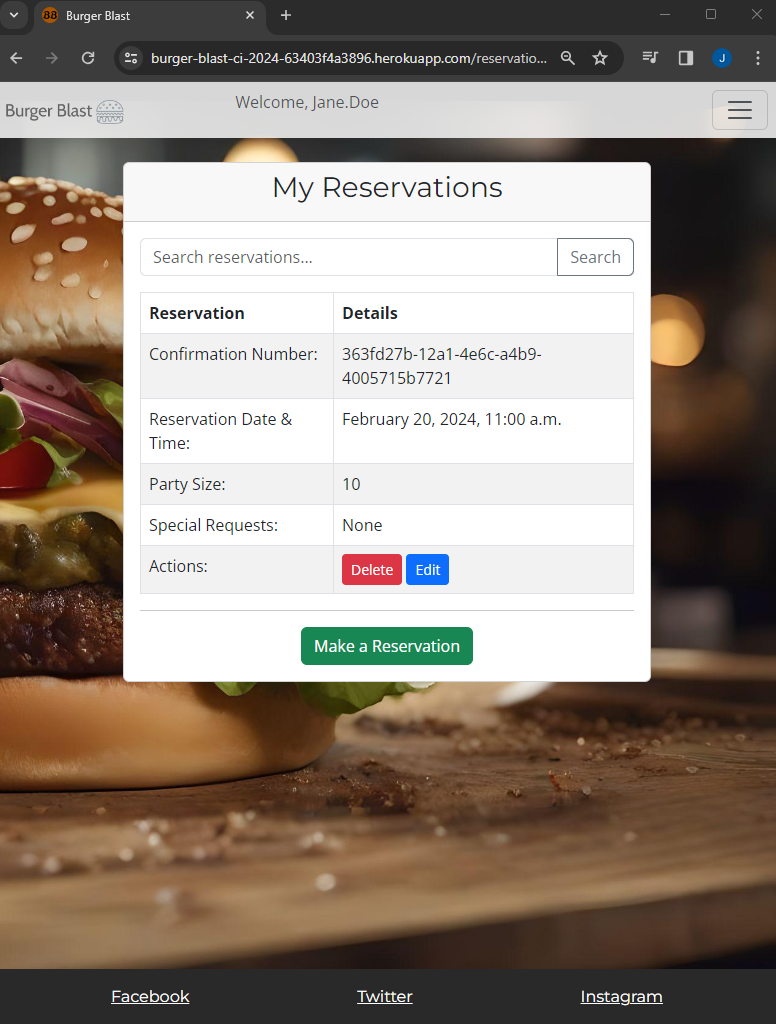 Burger Blast
burger-blast-ci-2024-63403f4a3896.herokuapp.com/reservatio...
J
Burger Blast
Welcome, Jane.Doe
My Reservations
Search reservations...
Search
Reservation Details
Confirmation Number: 363fd27b-12a1-4e6c-a4b9-
4005715b7721
Reservation Date & February 20, 2024, 11:00 a.m.
Time:
Party Size: 10
Special Requests: None
Actions: Delete Edit
Make a Reservation
Facebook Twitter Instagram